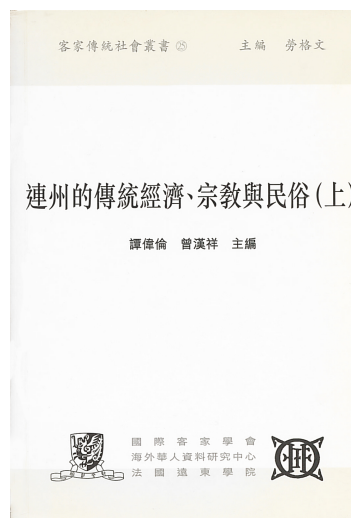 客家傳統社會叢書㉕ 主編 勞格文
連州的傳統經濟、宗教與民俗(上)
譚偉倫 曾漢祥 主編
國際客家學會
海外華人資料研究中心
法國遠東學院